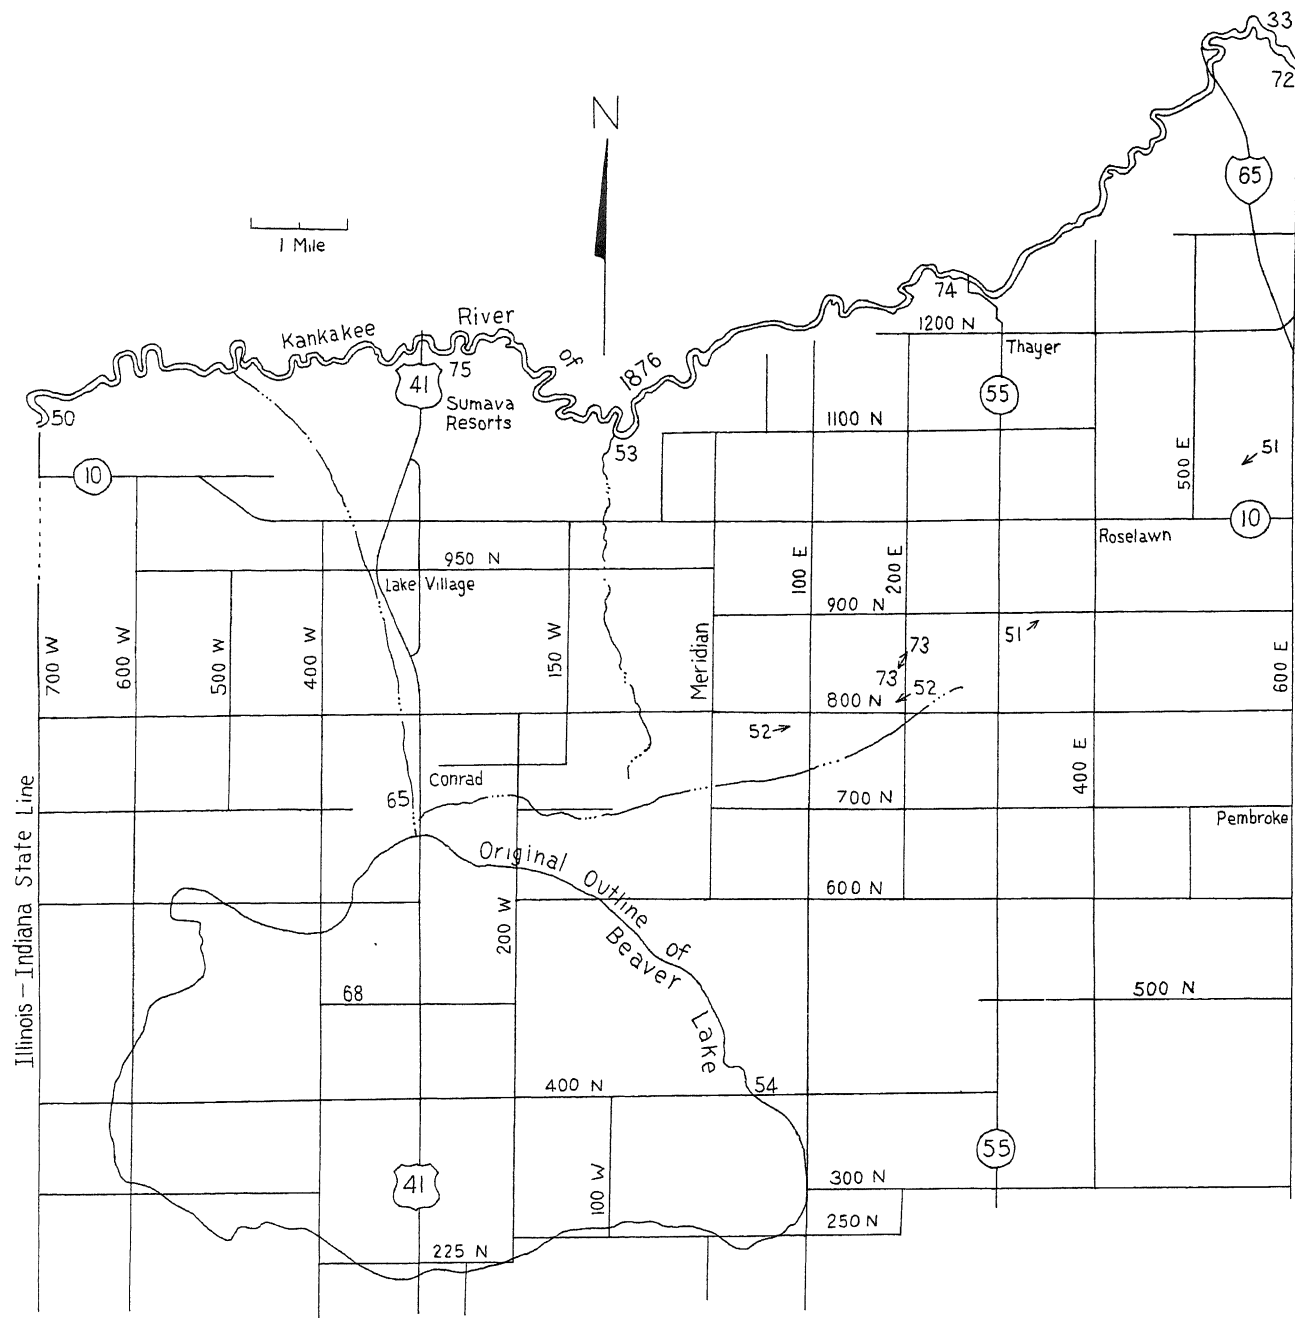 33
72
N
65
1 Mile
74
1200 N
Thayer
Kankakee River of 1876
75
41
Sumava
Resorts
55
50
1100 N
53
500 E
51
10
10
Roselawn
950 N
100 E
200 E
Lake Village
900 N
51
700 W
600 W
500 W
400 W
150 W
Meridian
73
73
600 E
52
800 N
52
400 E
Conrad
65
700 N
Pembroke
Illinois - Indiana State Line
Original Outline of
Beaver Lake
600 N
200 W
68
500 N
400 N
54
55
41
100 W
300 N
250 N
225 N